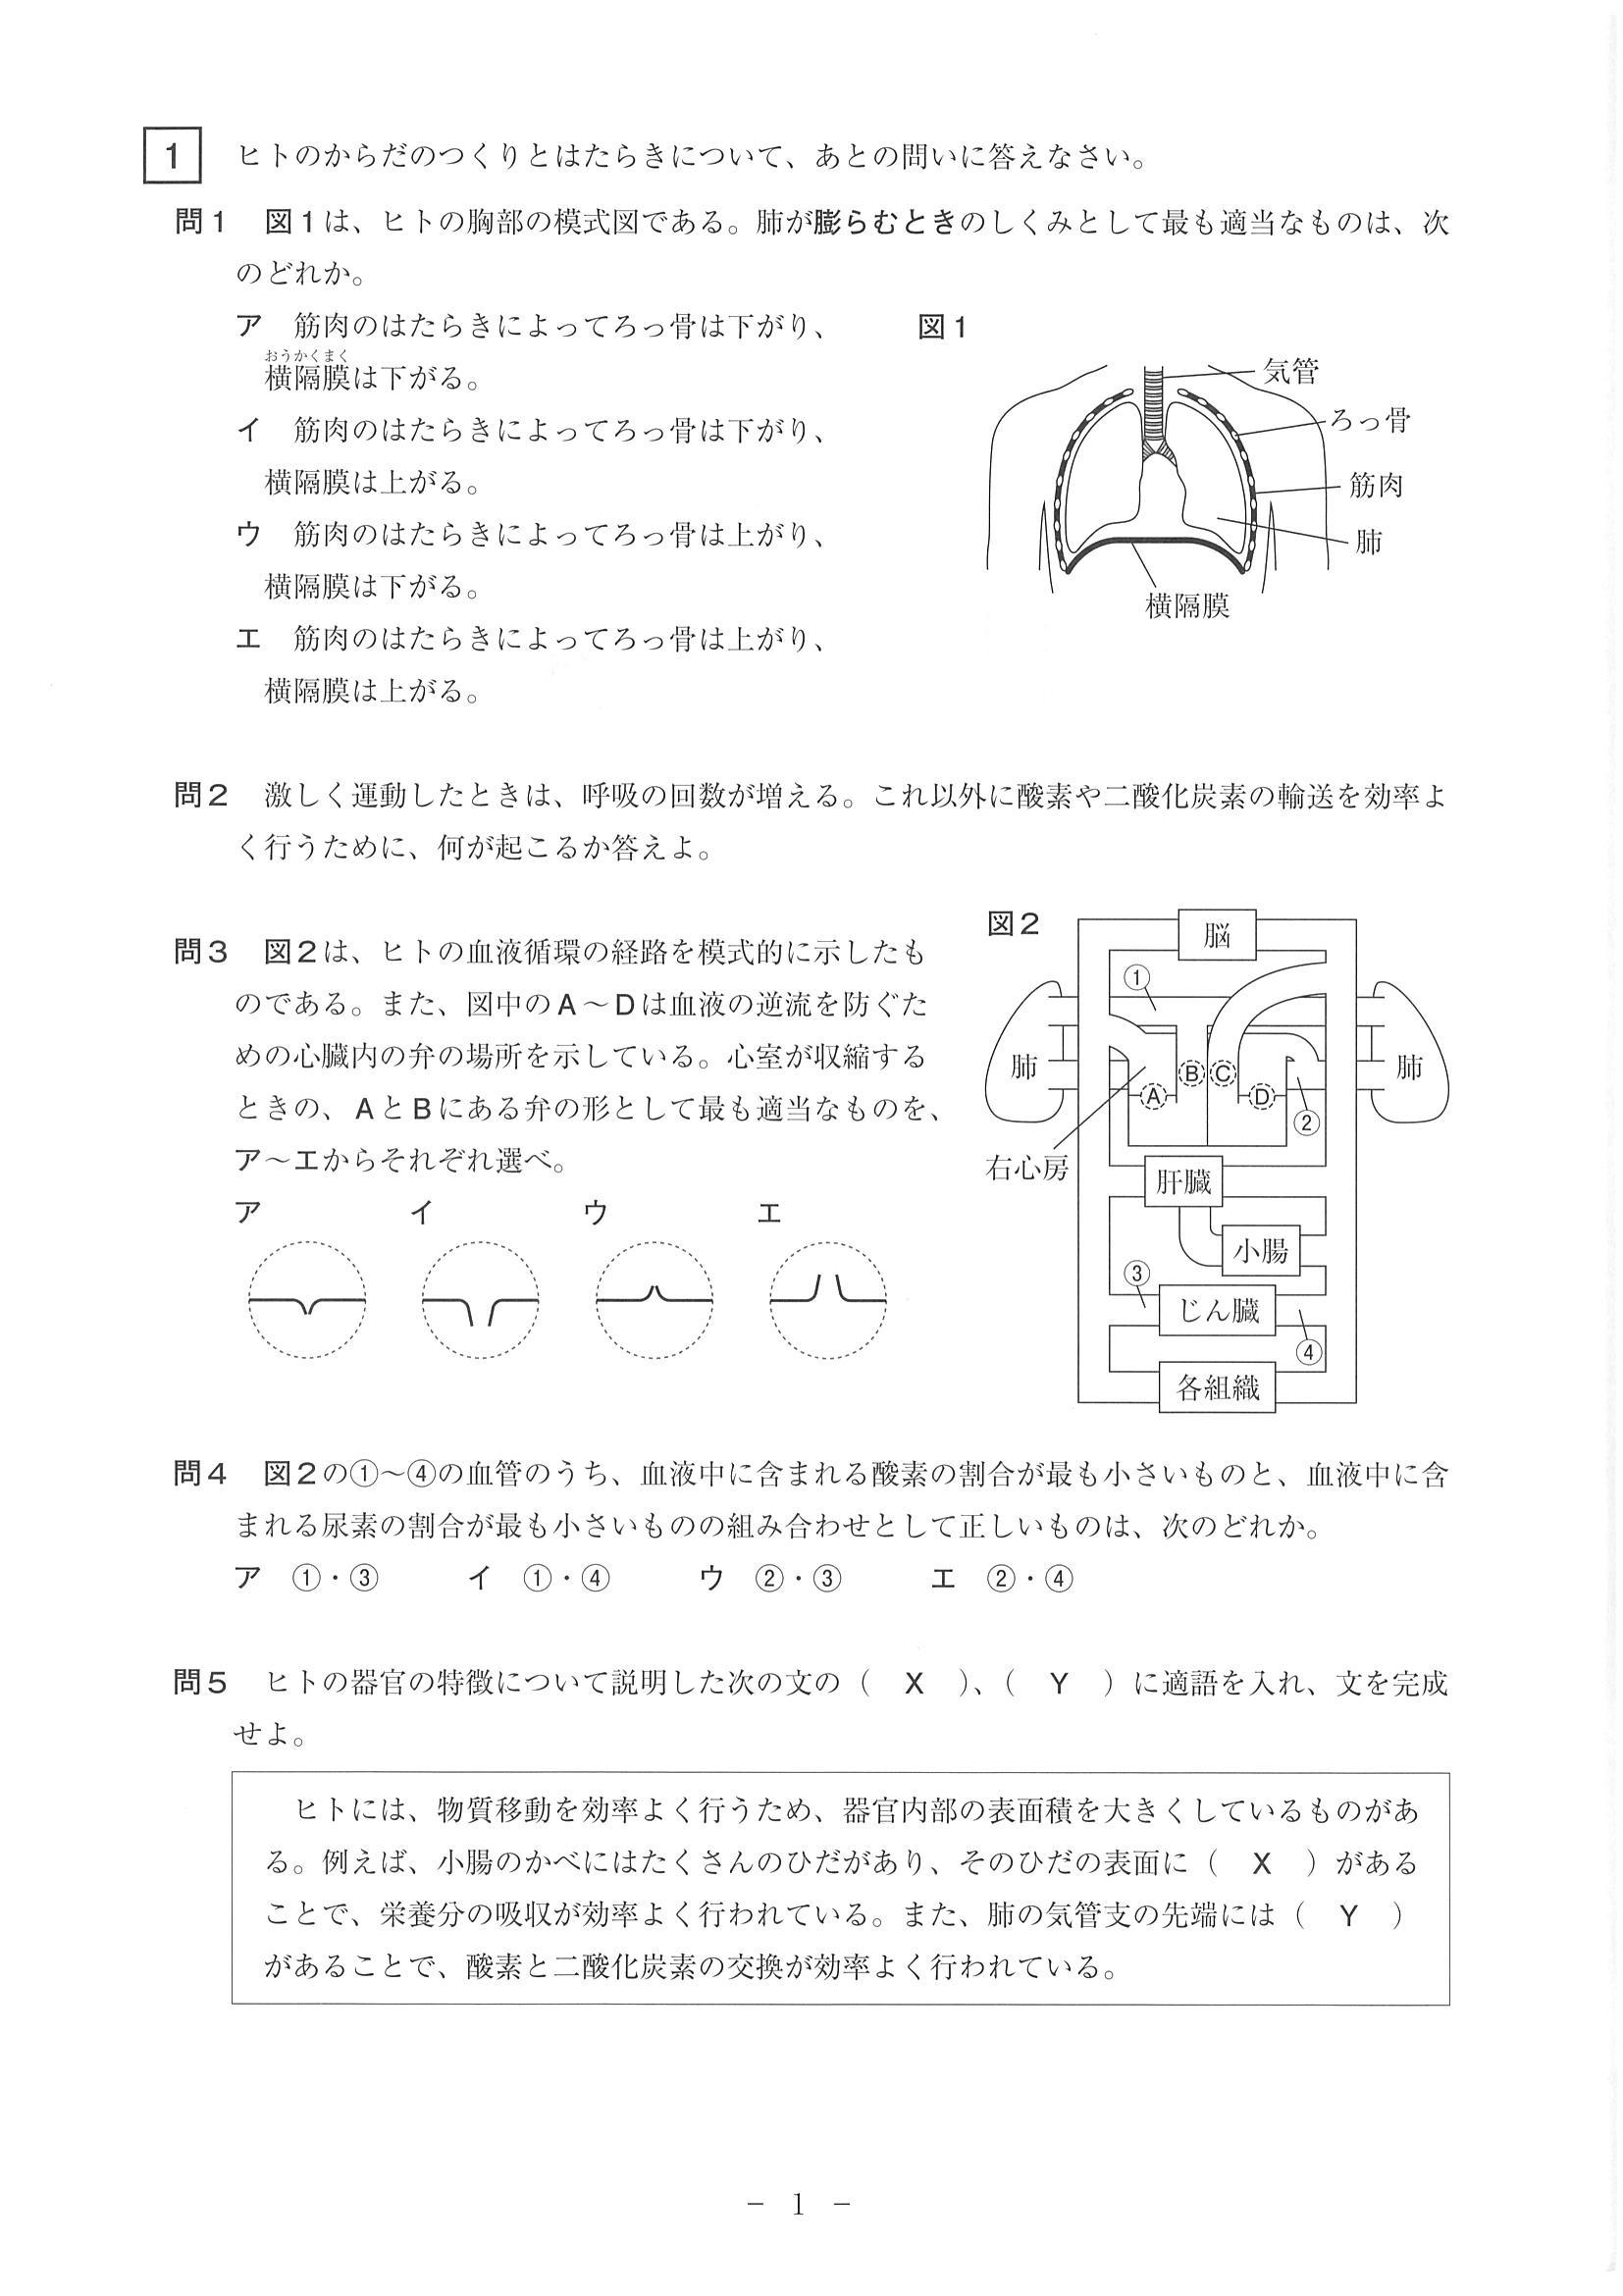 1 ヒトのからだのつくりとはたらきについて、あとの問いに答えなさい。
問1 図1は、ヒトの胸部の模式図である。肺が膨らむときのしくみとして最も適当なものは、次
のどれか。
ア 筋肉のはたらきによってろっ骨は下がり、
おうかくまく
横隔膜は下がる。
イ 筋肉のはたらきによってろっ骨は下がり、
横隔膜は上がる。
ウ 筋肉のはたらきによってろっ骨は上がり、
横隔膜は下がる。
エ 筋肉のはたらきによってろっ骨は上がり、
横隔膜は上がる。
図1
気管
ろっ骨
筋肉
肺
横隔膜
問2 激しく運動したときは、呼吸の回数が増える。これ以外に酸素や二酸化炭素の輸送を効率よ
く行うために、何が起こるか答えよ。
問3 図2は、ヒトの血液循環の経路を模式的に示したも
のである。また、図中のA～Dは血液の逆流を防ぐた
めの心臓内の弁の場所を示している。心室が収縮する
ときの、AとBにある弁の形として最も適当なものを、
ア～エからそれぞれ選べ。
ア イ ウ エ
図2
脳
①
肺
肺
B C
A D
②
右心房
肝臓
小腸
③
じん臓
④
各組織
問4 図2の①～④の血管のうち、血液中に含まれる酸素の割合が最も小さいものと、血液中に含
まれる尿素の割合が最も小さいものの組み合わせとして正しいものは、次のどれか。
ア ①・③ イ ①・④ ウ ②・③ エ ②・④
問5 ヒトの器官の特徴について説明した次の文の（ X ）、（ Y ）に適語を入れ、文を完成
せよ。
ヒトには、物質移動を効率よく行うため、器官内部の表面積を大きくしているものがあ
る。例えば、小腸のかべにはたくさんのひだがあり、そのひだの表面に（ X ）がある
ことで、栄養分の吸収が効率よく行われている。また、肺の気管支の先端には（ Y ）
があることで、酸素と二酸化炭素の交換が効率よく行われている。
－ 1 －